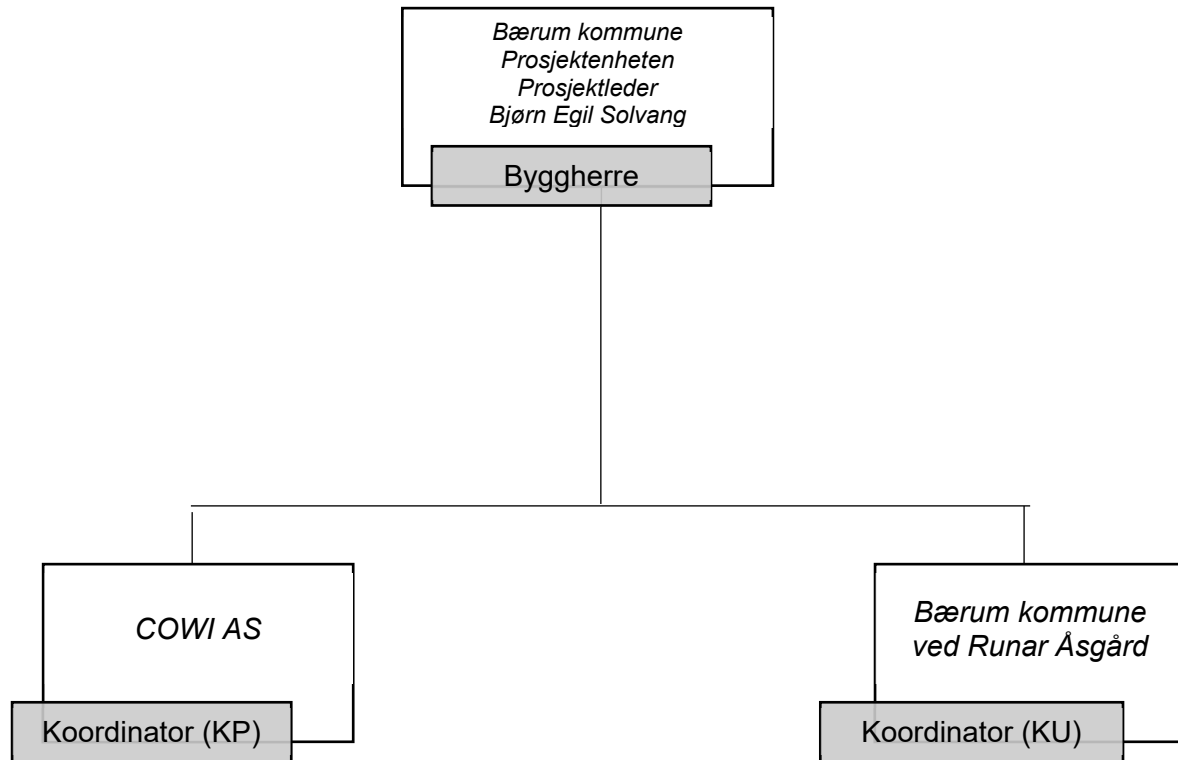 Bærum kommune
Prosjektenheten
Prosjektleder
Bjørn Egil Solvang
Byggherre
COWI AS
Koordinator (KP)
Bærum kommune
ved Runar Åsgård
Koordinator (KU)